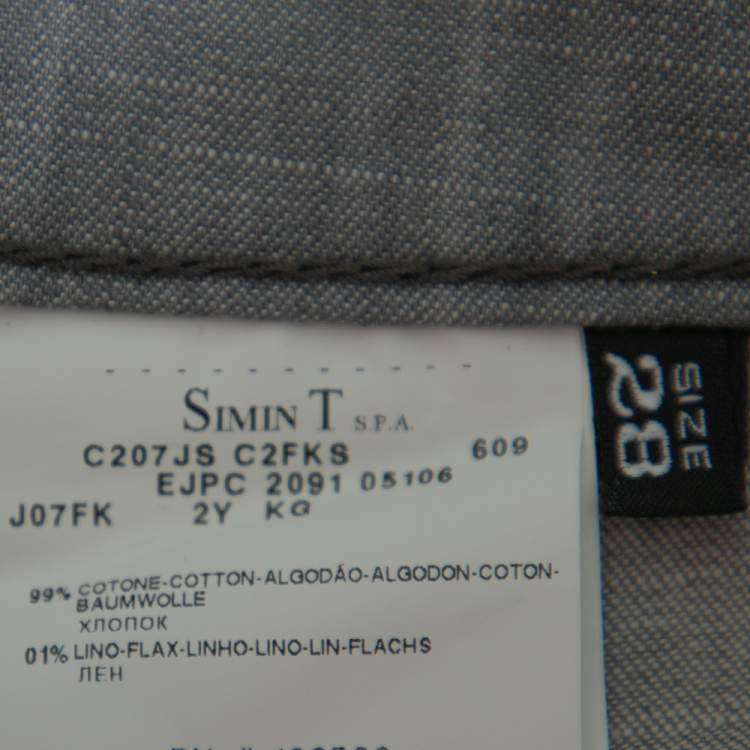 SIMIN T S.P.A.
C207JS C2FKS 609
EJPC 2091 05106
J07FK 2Y KG
99% COTONE-COTTON-ALGODÁO-ALGODON-COTON-
BAUMWOLLE
ХЛОПОК
01% LINO-FLAX-LINHO-LINO-LIN-FLACHS
ЛЕН
SIZE
28